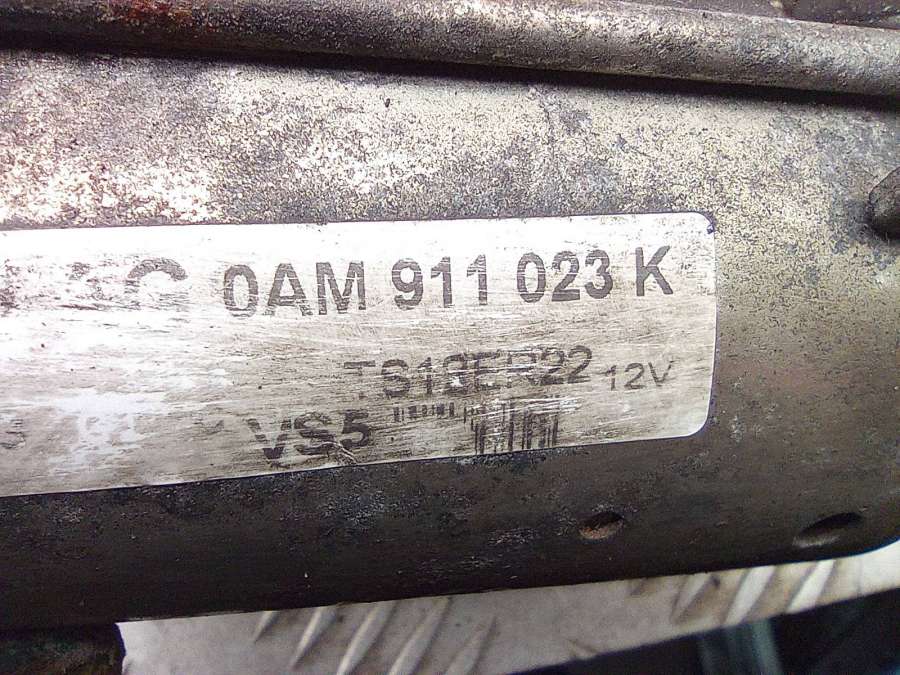 0AM 911 023 K
TS18ER22 12V
VS5